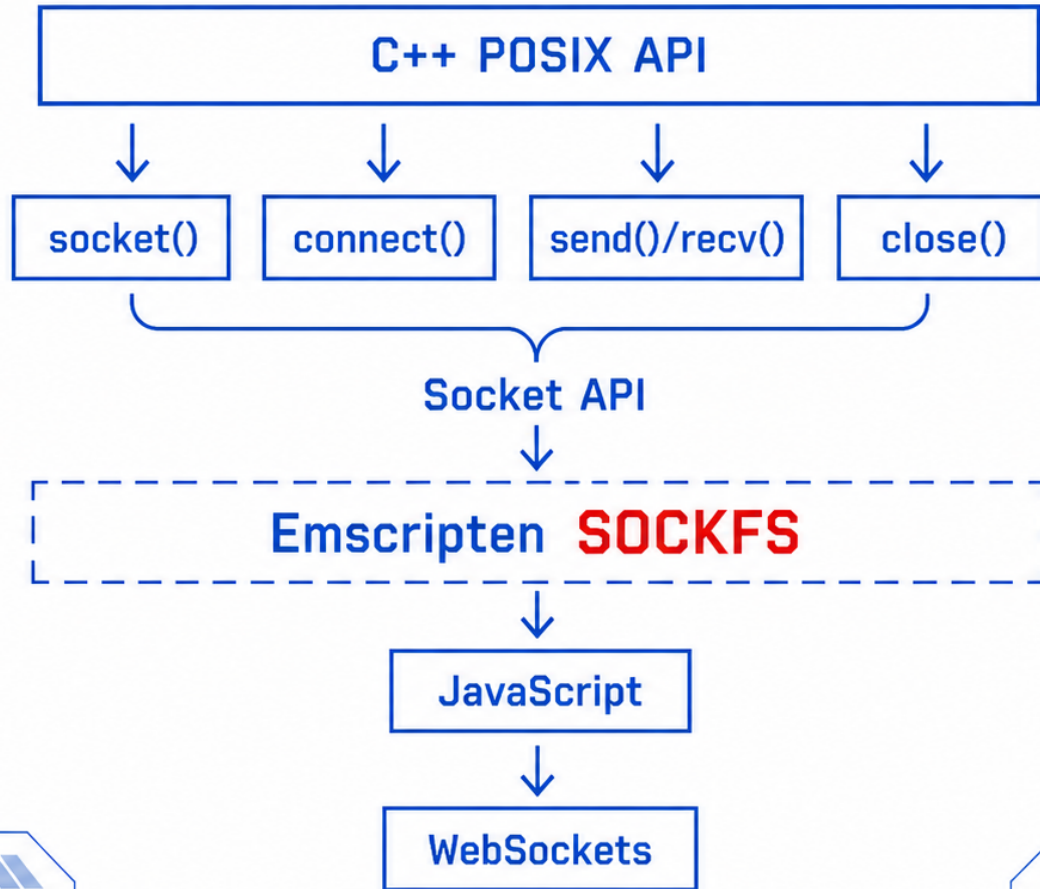 C++ POSIX API
socket() connect() send()/recv() close()
Socket API
Emscripten SOCKFS
JavaScript
WebSockets